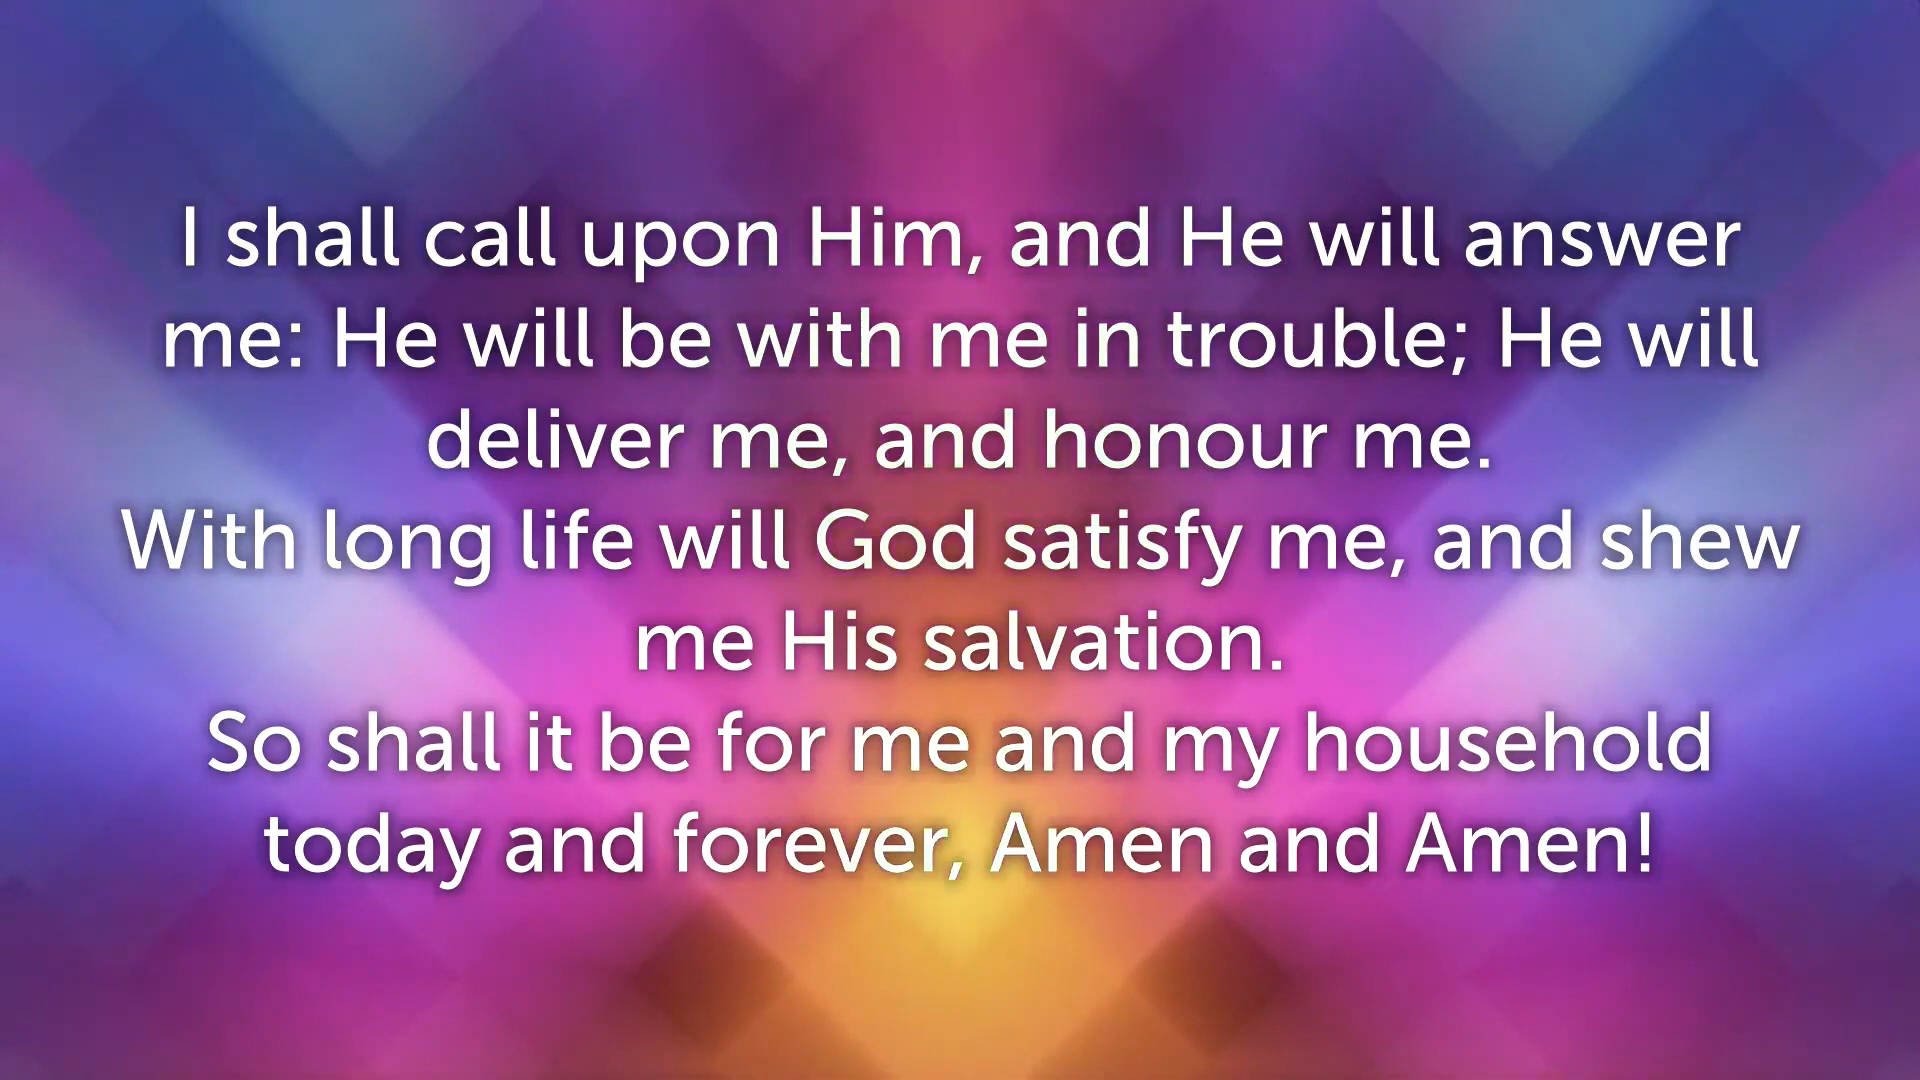 I shall call upon Him, and He will answer
me: He will be with me in trouble; He will
deliver me, and honour me.
With long life will God satisfy me, and shew
me His salvation.
So shall it be for me and my household
today and forever, Amen and Amen!